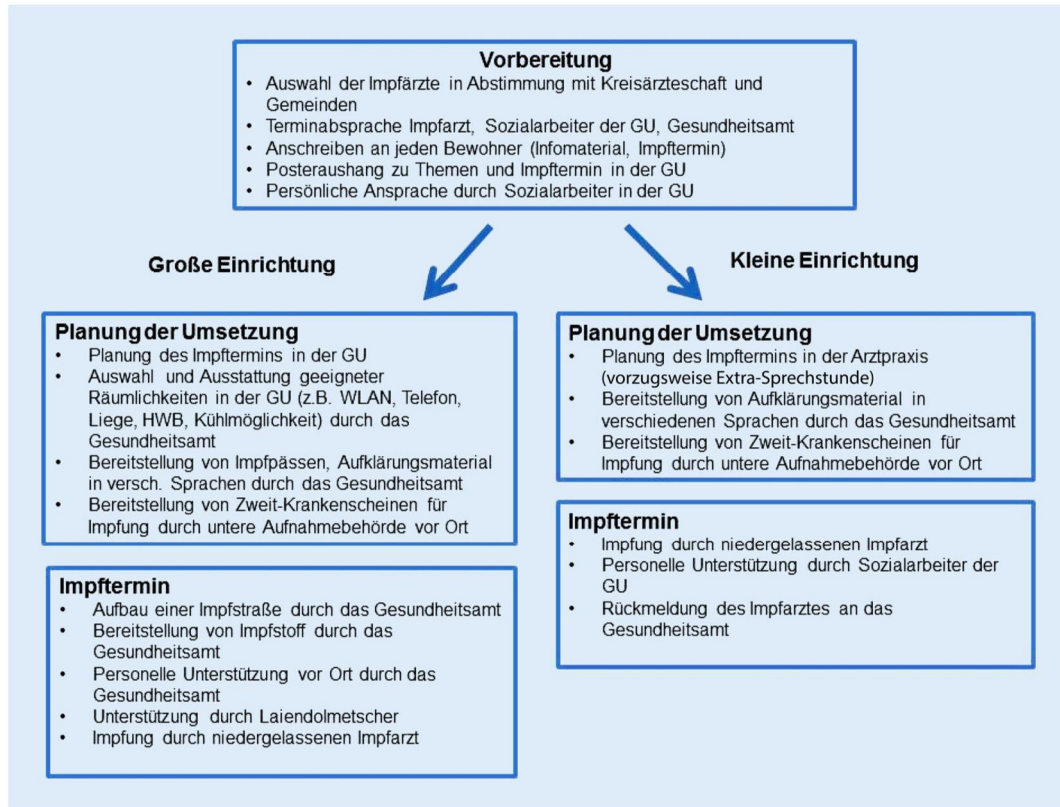 Vorbereitung
• Auswahl der Impfärzte in Abstimmung mit Kreisärzteschaft und
Gemeinden
• Terminabsprache Impfarzt, Sozialarbeiter der GU, Gesundheitsamt
• Anschreiben an jeden Bewohner (Infomaterial, Impftermin)
• Posteraushang zu Themen und Impftermin in der GU
• Persönliche Ansprache durch Sozialarbeiter in der GU
Große Einrichtung
Planung der Umsetzung
• Planung des Impftermins in der GU
• Auswahl und Ausstattung geeigneter
Räumlichkeiten in der GU (z.B. WLAN, Telefon,
Liege, HWB, Kühlmöglichkeit) durch das
Gesundheitsamt
• Bereitstellung von Impfpässen, Aufklärungsmaterial
in versch. Sprachen durch das Gesundheitsamt
• Bereitstellung von Zweit-Krankenscheinen für
Impfung durch untere Aufnahmebehörde vor Ort
Impftermin
• Aufbau einer Impfstraße durch das Gesundheitsamt
• Bereitstellung von Impfstoff durch das
Gesundheitsamt
• Personelle Unterstützung vor Ort durch das
Gesundheitsamt
• Unterstützung durch Laiendolmetscher
• Impfung durch niedergelassenen Impfarzt
Kleine Einrichtung
Planung der Umsetzung
• Planung des Impftermins in der Arztpraxis
(vorzugsweise Extra-Sprechstunde)
• Bereitstellung von Aufklärungsmaterial in
verschiedenen Sprachen durch das Gesundheitsamt
• Bereitstellung von Zweit-Krankenscheinen für
Impfung durch untere Aufnahmebehörde vor Ort
Impftermin
• Impfung durch niedergelassenen Impfarzt
• Personelle Unterstützung durch Sozialarbeiter der
GU
• Rückmeldung des Impfarztes an das
Gesundheitsamt